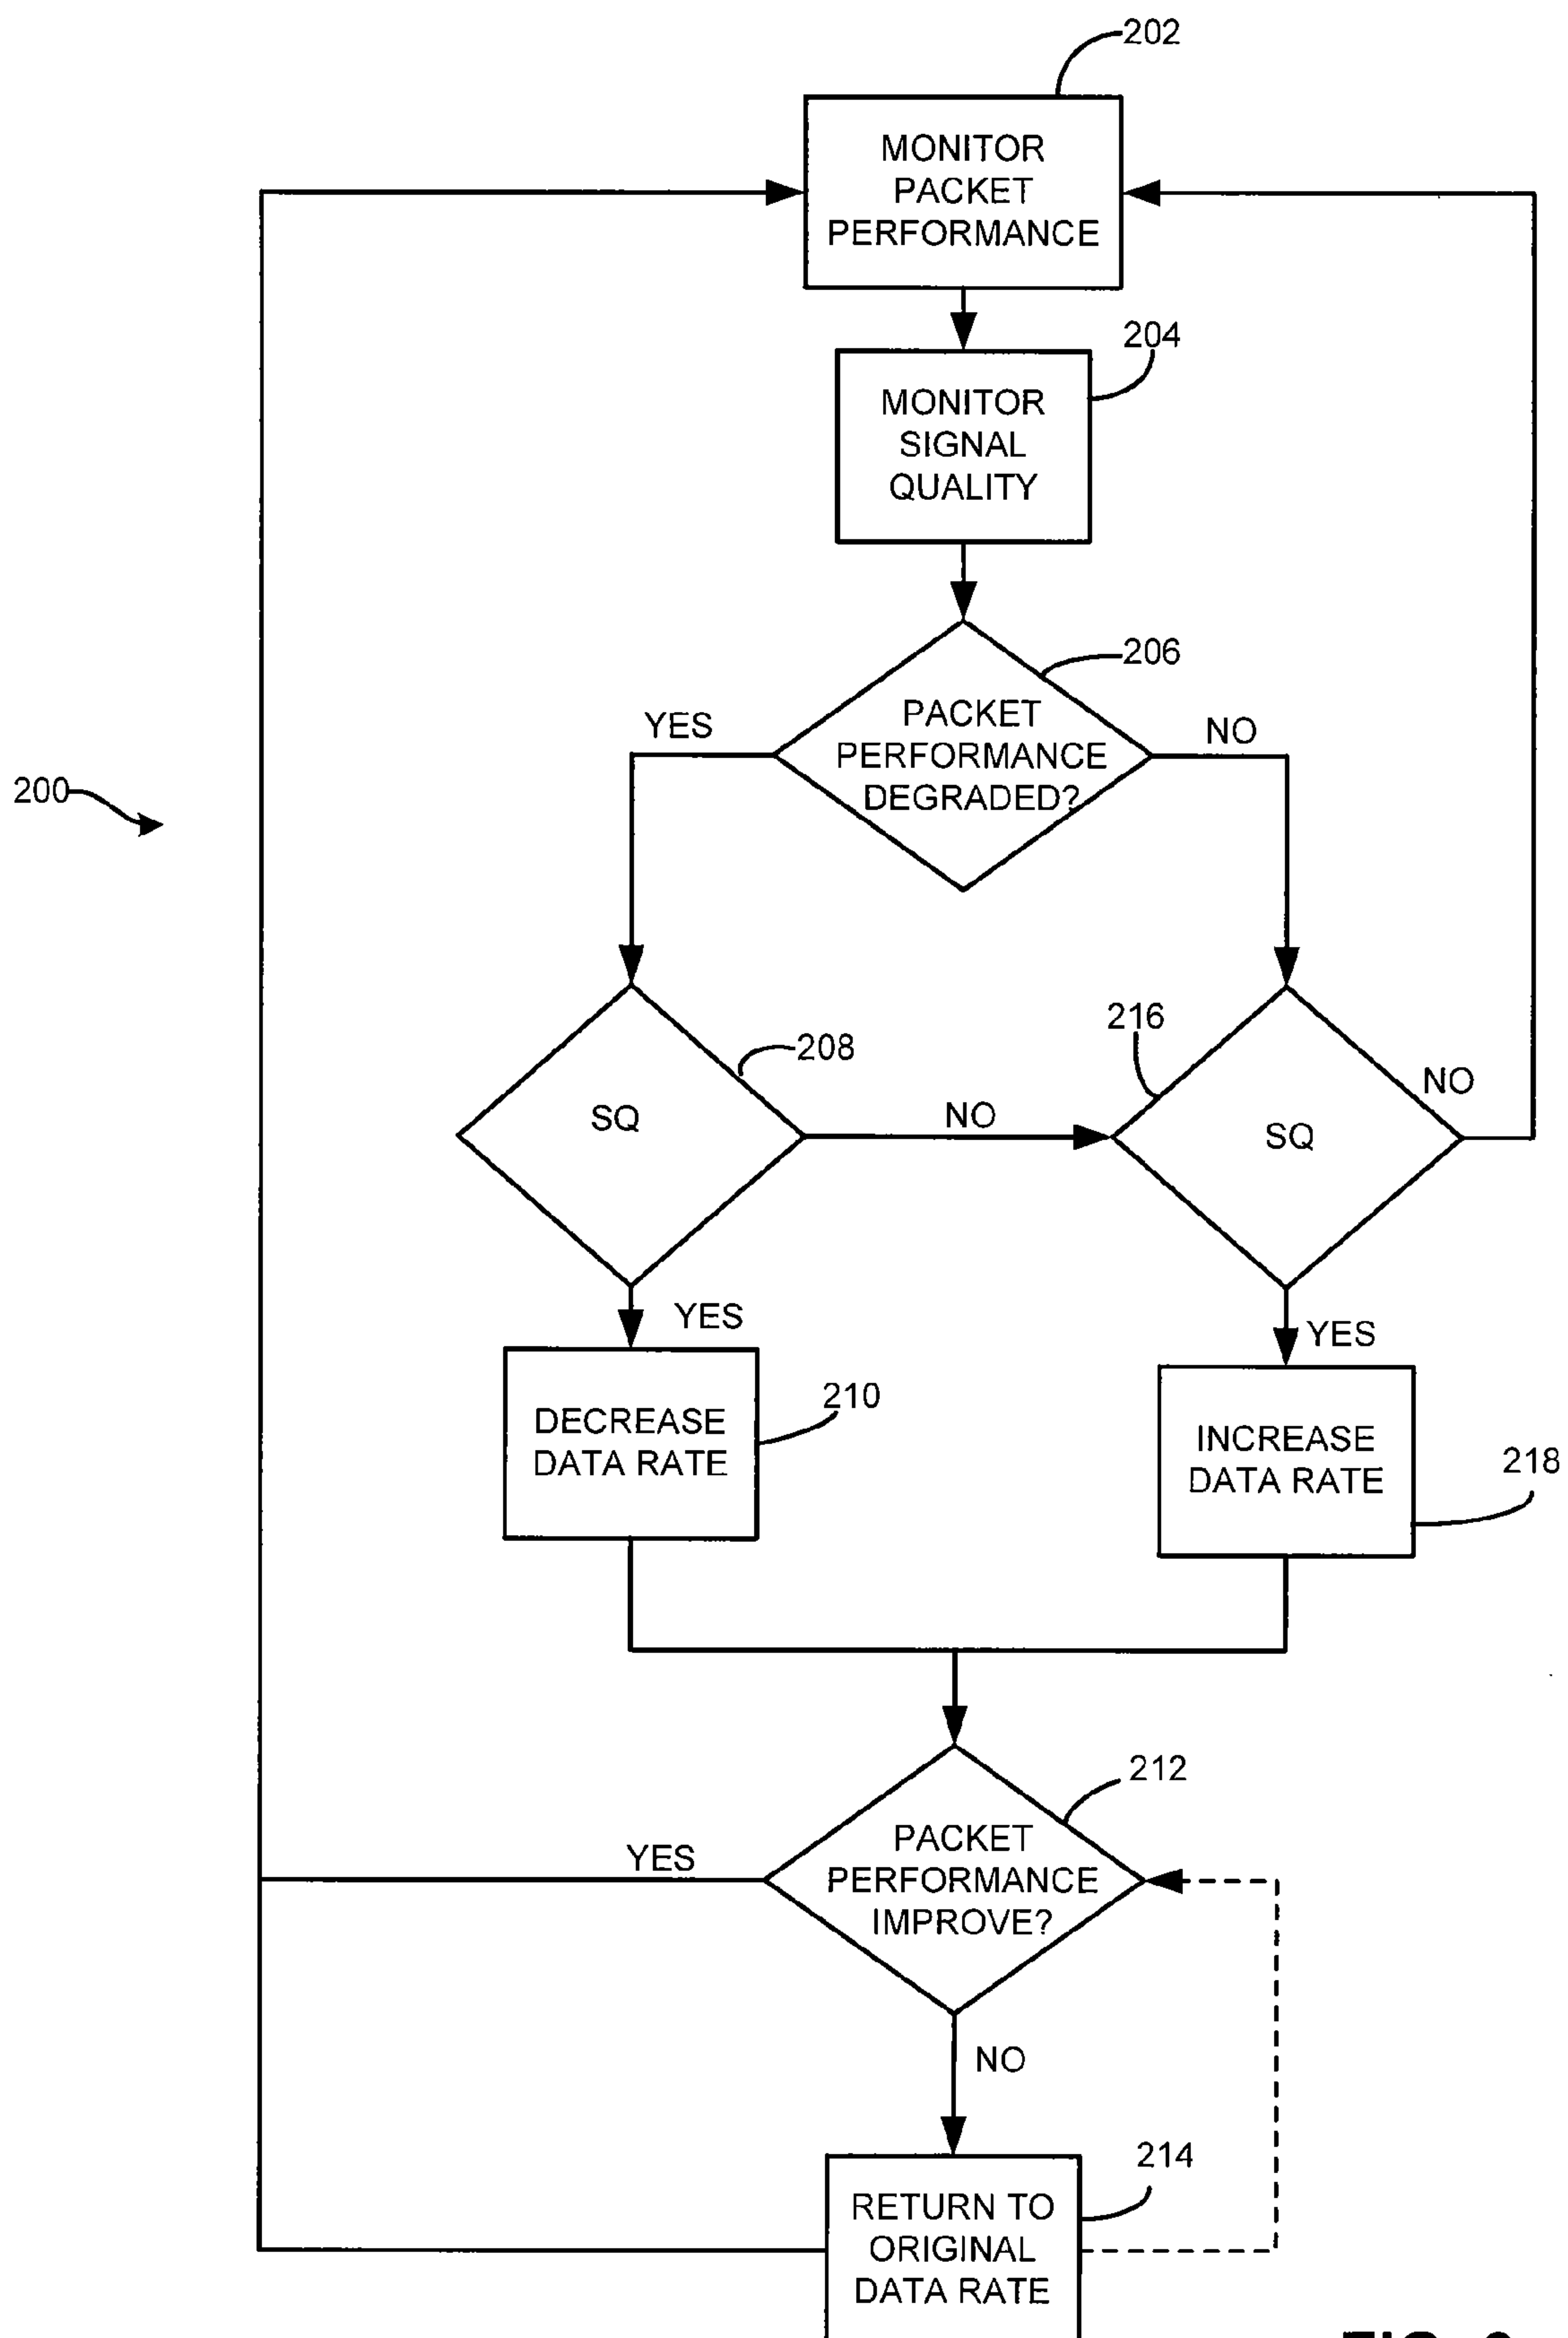 202
MONITOR
PACKET
PERFORMANCE
204
MONITOR
SIGNAL
QUALITY
206
PACKET
PERFORMANCE
DEGRADED?
YES
NO
200
208
216
SQ
NO
SQ
NO
YES
YES
DECREASE
DATA RATE
210
INCREASE
DATA RATE
218
212
PACKET
PERFORMANCE
IMPROVE?
YES
NO
214
RETURN TO
ORIGINAL
DATA RATE